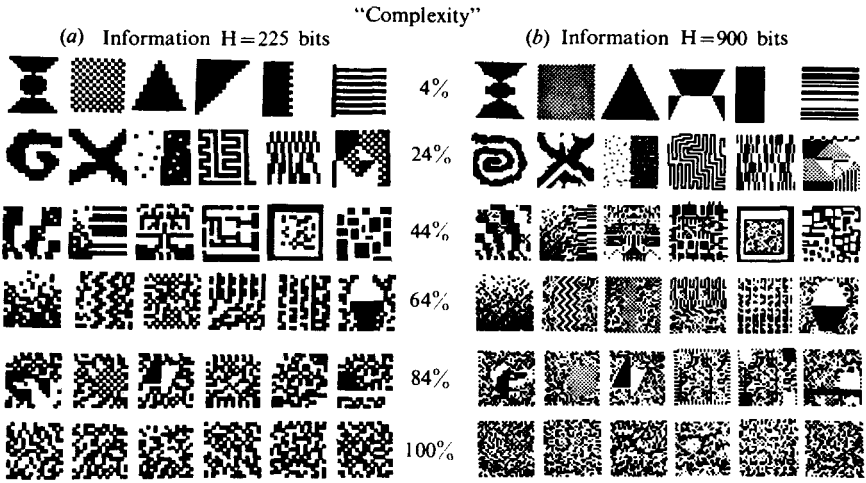 “Complexity”
(a) Information H=225 bits
(b) Information H=900 bits
4%
24%
44%
64%
84%
100%